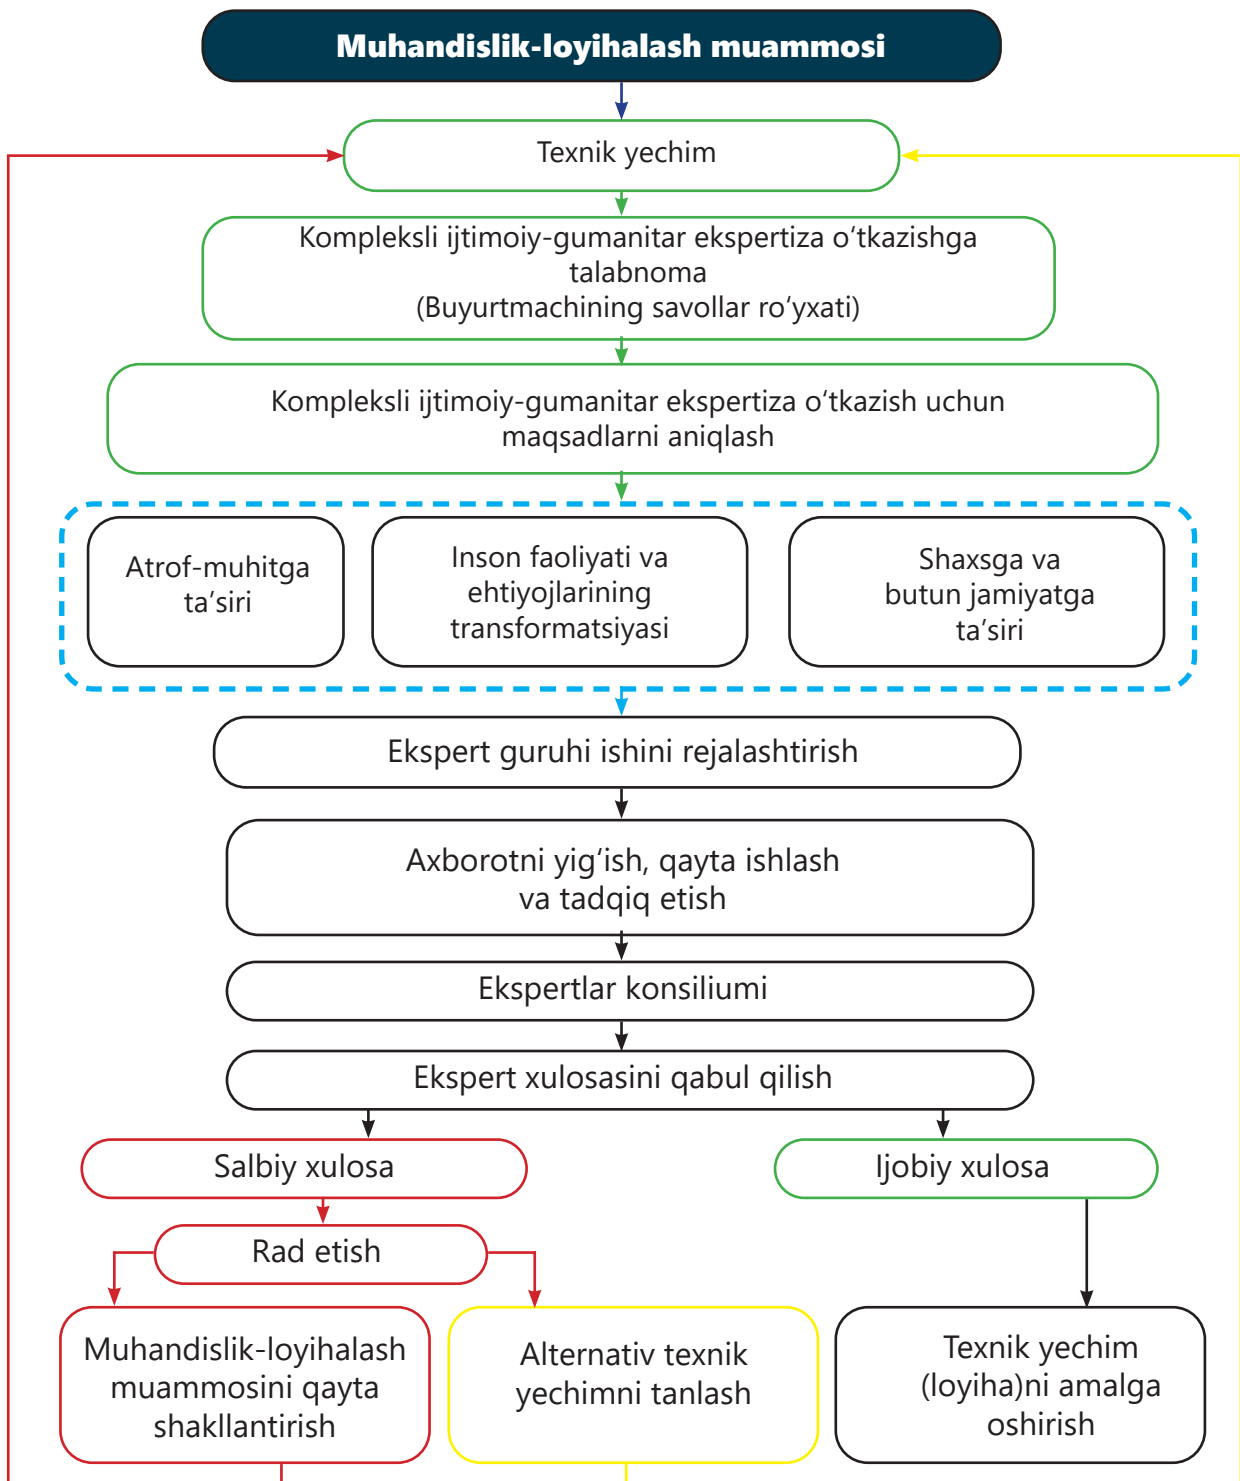 Muhandislik-loyihalash muammosi
Texnik yechim
Kompleksli ijtimoiy-gumanitar ekspertiza o‘tkazishga
talabnoma
(Buyurtmachining savollar ro‘yxati)
Kompleksli ijtimoiy-gumanitar ekspertiza o‘tkazish uchun
maqsadlarni aniqlash
Atrof-muhitga
ta’siri
Inson faoliyati va
ehtiyojlarining
transformatsiyasi
Shaxsga va
butun jamiyatga
ta’siri
Ekspert guruhi ishini rejalashtirish
Axborotni yig‘ish, qayta ishlash
va tadqiq etish
Ekspertlar konsiliumi
Ekspert xulosasini qabul qilish
Salbiy xulosa
Ijobiy xulosa
Rad etish
Muhandislik-loyihalash
muammosini qayta
shakllantirish
Alternativ texnik
yechimni tanlash
Texnik yechim
(loyiha)ni amalga
oshirish